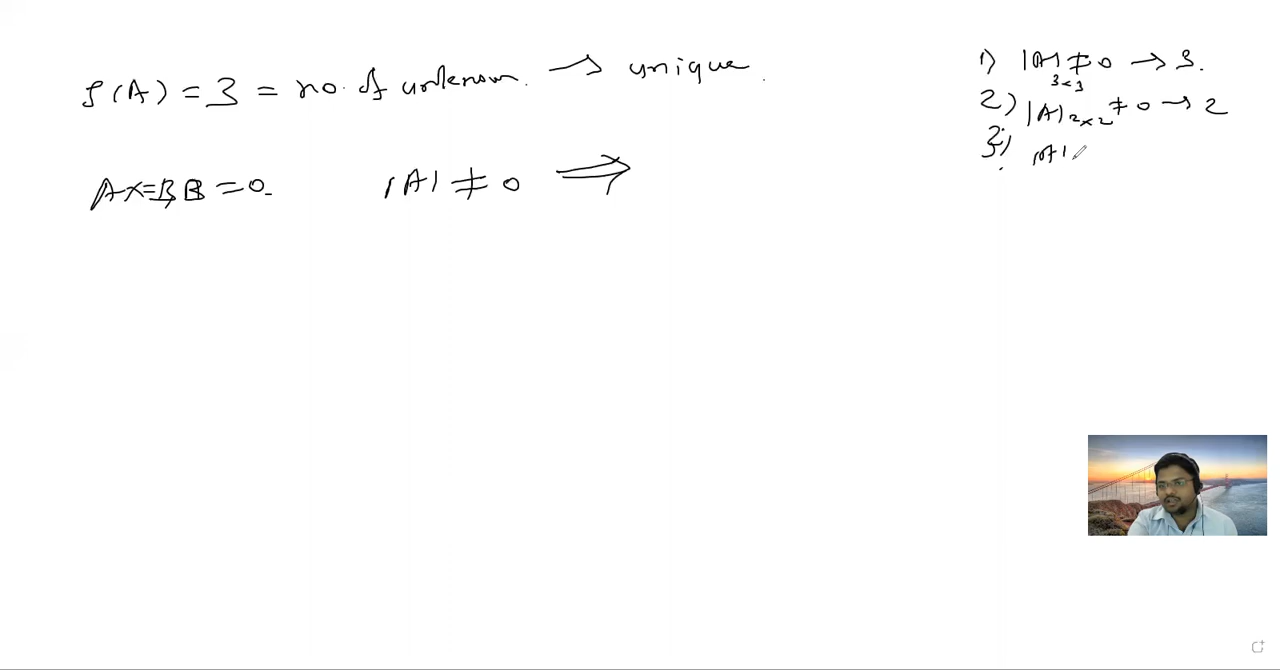 ρ(A) = 3 = no. of unknown. → unique.
AX=B, B = 0. |A| ≠ 0 ⇒
1) |A|3×3 ≠ 0 → 3.
2) |A|2×2 ≠ 0 → 2
3) |A|